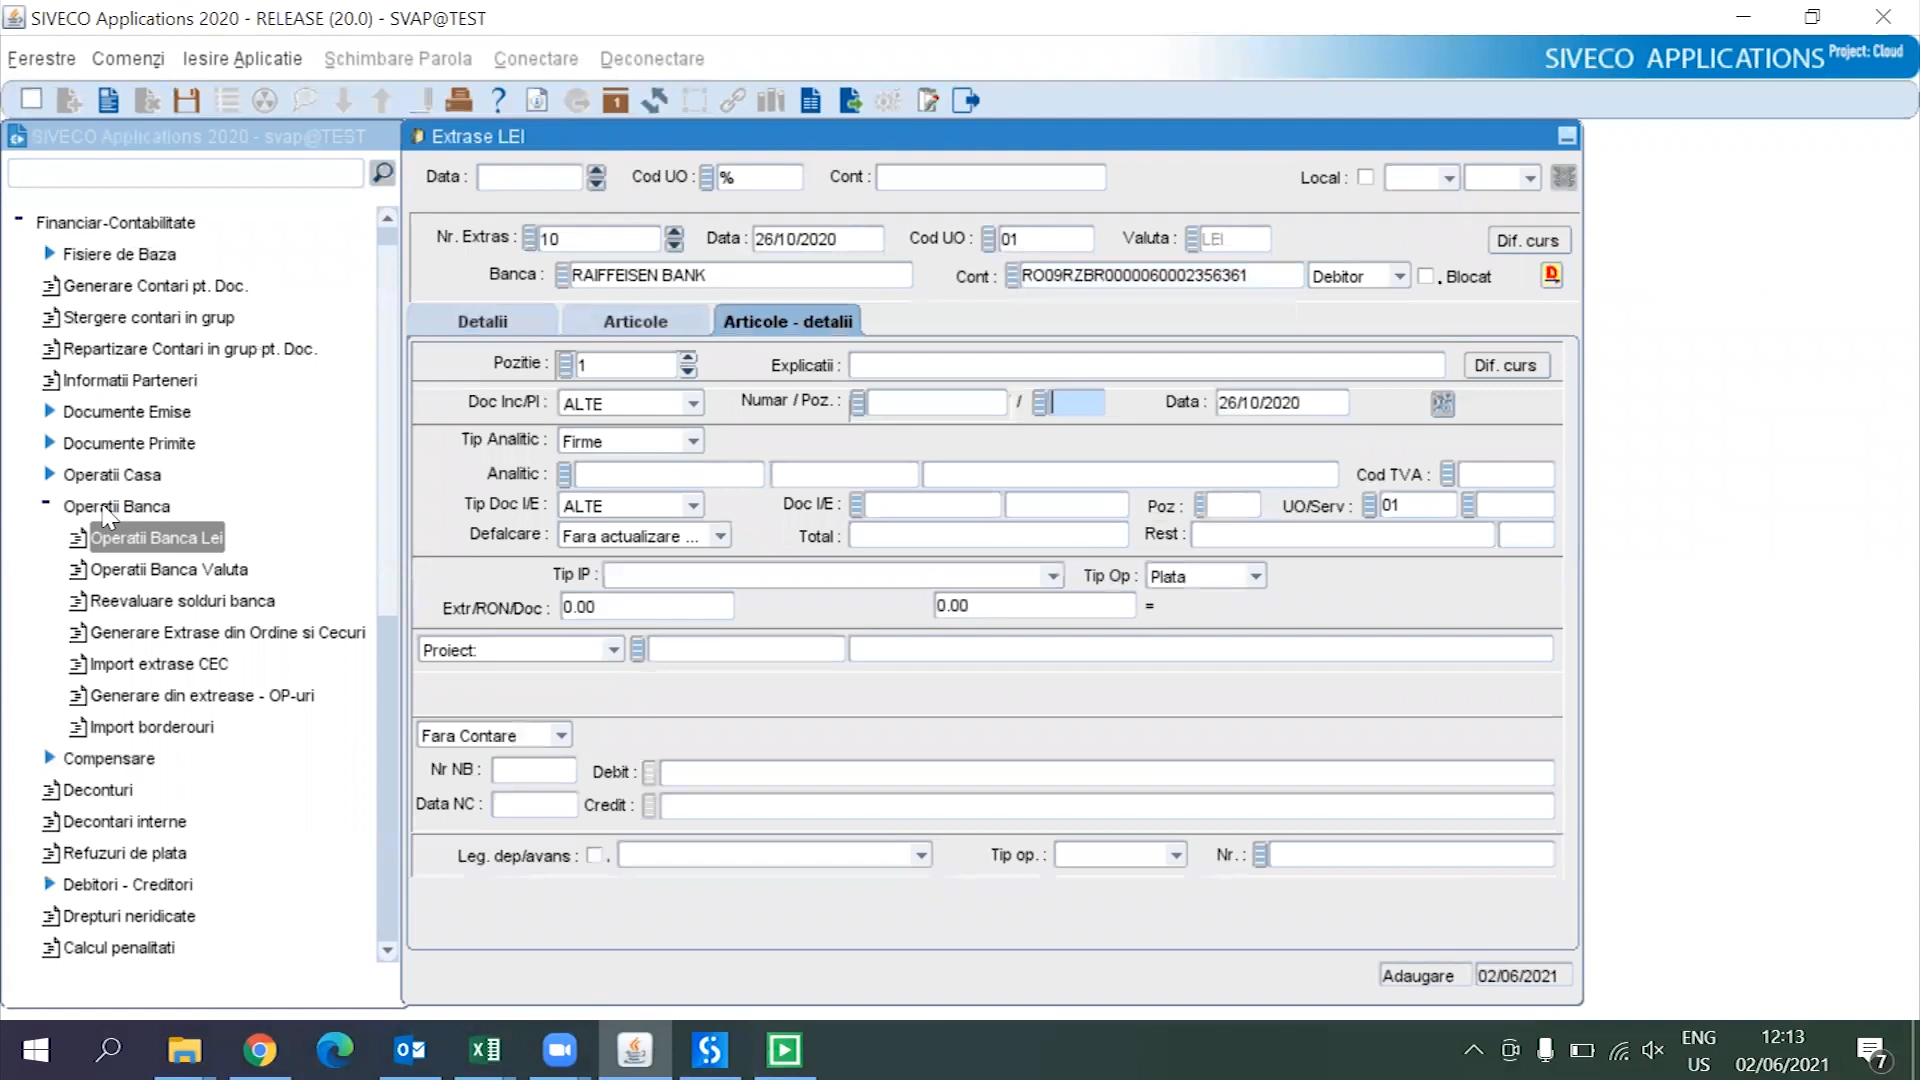 SIVECO Applications 2020 - RELEASE (20.0) - SVAP@TEST
Ferestre Comenzi Iesire Aplicatie Schimbare Parola Conectare Deconectare
SIVECO APPLICATIONS Project: Cloud
SIVECO Applications 2020 - svap@TEST
Extrase LEI
Data : Cod UO : % Cont : Local :
Financiar-Contabilitate
Fisiere de Baza
Generare Contari pt. Doc.
Stergere contari in grup
Repartizare Contari in grup pt. Doc.
Informatii Parteneri
Documente Emise
Documente Primite
Operatii Casa
Operatii Banca
Operatii Banca Lei
Operatii Banca Valuta
Reevaluare solduri banca
Generare Extrase din Ordine si Cecuri
Import extrase CEC
Generare din extrease - OP-uri
Import borderouri
Compensare
Deconturi
Decontari interne
Refuzuri de plata
Debitori - Creditori
Drepturi neridicate
Calcul penalitati
Nr. Extras : 10 Data : 26/10/2020 Cod UO : 01 Valuta : LEI Dif. curs
Banca : RAIFFEISEN BANK Cont : RO09RZBR0000060002356361 Debitor . Blocat D
Detalii Articole Articole - detalii
Pozitie : 1 Explicatii : Dif. curs
Doc Inc/Pl : ALTE Numar / Poz. : / Data : 26/10/2020
Tip Analitic : Firme
Analitic : Cod TVA :
Tip Doc I/E : ALTE Doc I/E : Poz : UO/Serv : 01
Defalcare : Fara actualizare ... Total : Rest :
Tip IP : Tip Op : Plata
Extr/RON/Doc : 0.00 0.00 =
Proiect:
Fara Contare
Nr NB : Debit :
Data NC : Credit :
Leg. dep/avans : . Tip op. : Nr. :
Adaugare 02/06/2021
ENG
US
12:13
02/06/2021
7